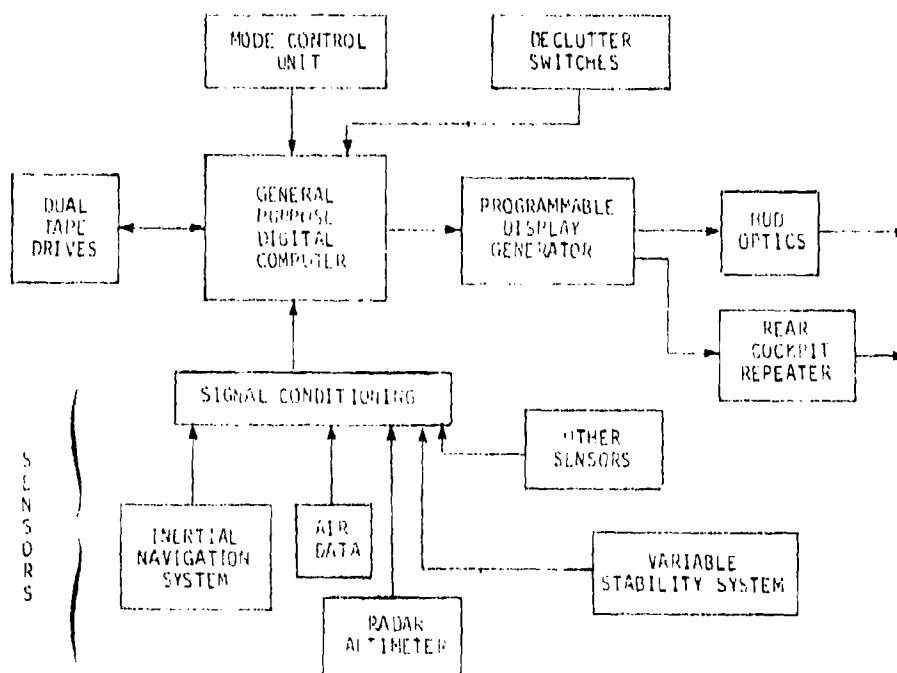 MODE CONTROL
UNIT
DECLUTTER
SWITCHES
DUAL
TAPE
DRIVES
GENERAL
PURPOSE
DIGITAL
COMPUTER
PROGRAMMABLE
DISPLAY
GENERATOR
HUD
OPTICS
REAR
COCKPIT
REPEATER
SIGNAL CONDITIONING
OTHER
SENSORS
SENSORS
INERTIAL
NAVIGATION
SYSTEM
AIR
DATA
VARIABLE
STABILITY SYSTEM
RADAR
ALTIMETER